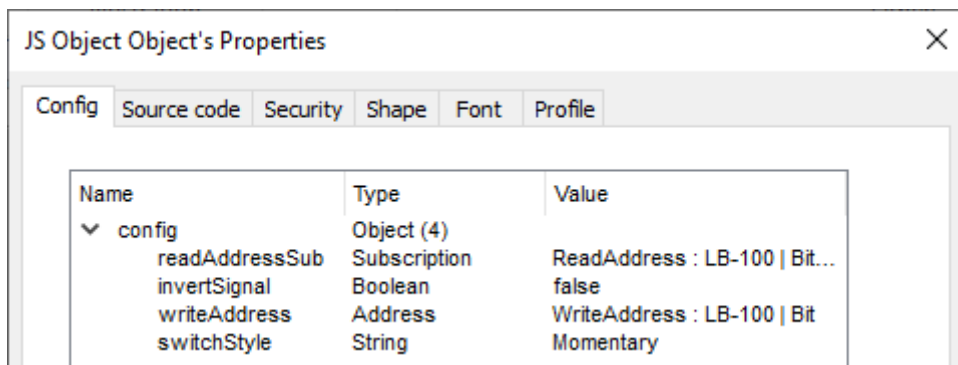 JS Object Object's Properties
Config Source code Security Shape Font Profile
Name Type Value
config Object (4)
readAddressSub Subscription ReadAddress : LB-100 | Bit...
invertSignal Boolean false
writeAddress Address WriteAddress : LB-100 | Bit
switchStyle String Momentary